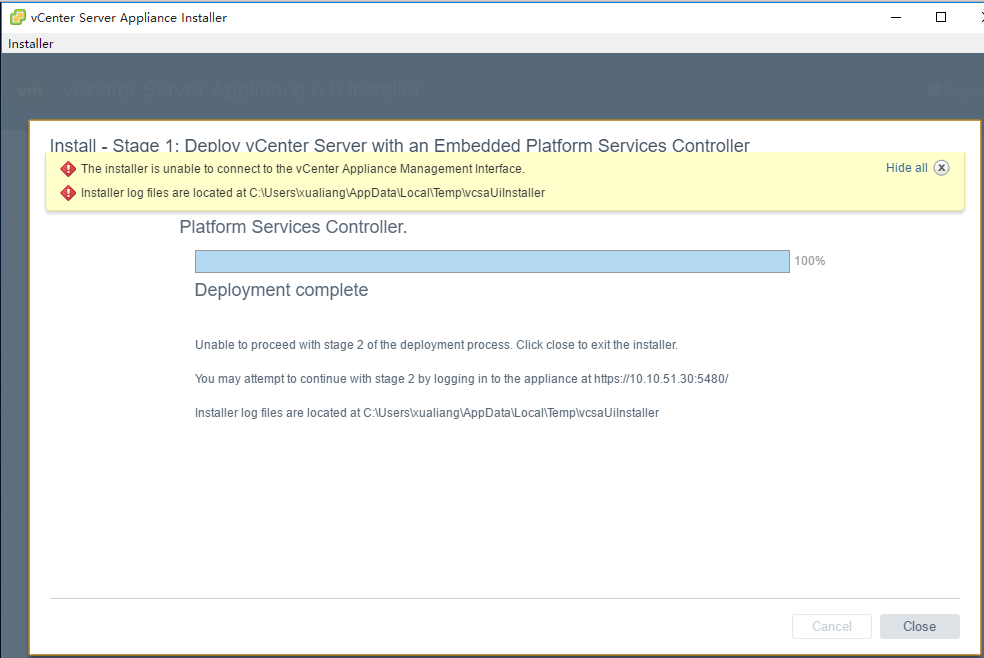 vCenter Server Appliance Installer
Installer
vm vCenter Server Appliance 6.5 Installer
Install - Stage 1: Deploy vCenter Server with an Embedded Platform Services Controller
The installer is unable to connect to the vCenter Appliance Management Interface.
Hide all
Installer log files are located at C:\Users\xualiang\AppData\Local\Temp\vcsaUiInstaller
Platform Services Controller.
100%
Deployment complete
Unable to proceed with stage 2 of the deployment process. Click close to exit the installer.
You may attempt to continue with stage 2 by logging in to the appliance at https://10.10.51.30:5480/
Installer log files are located at C:\Users\xualiang\AppData\Local\Temp\vcsaUiInstaller
Cancel
Close